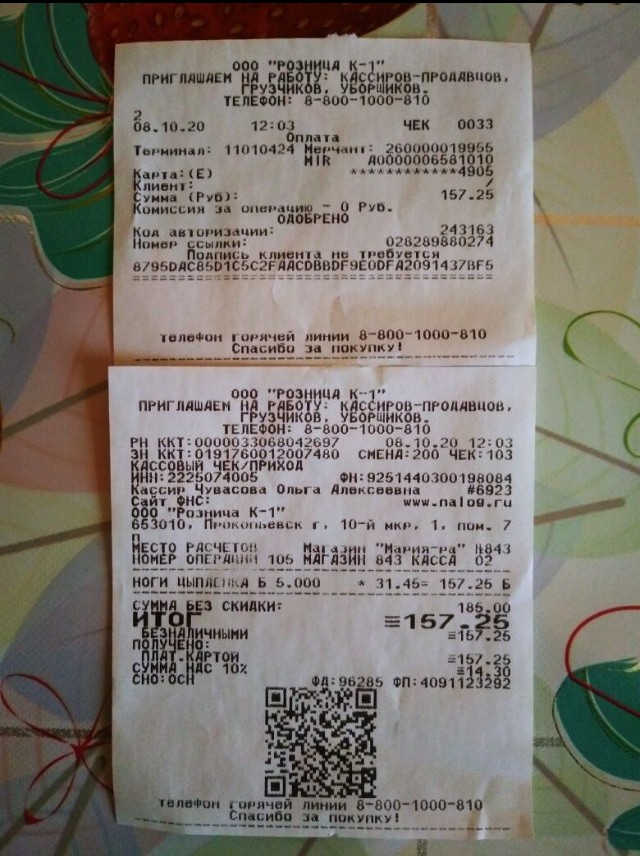 ООО "РОЗНИЦА К-1"
ПРИГЛАШАЕМ НА РАБОТУ: КАССИРОВ-ПРОДАВЦОВ,
ГРУЗЧИКОВ, УБОРЩИКОВ.
ТЕЛЕФОН: 8-800-1000-810
2
08.10.20 12:03 ЧЕК 0033
Оплата
Терминал: 11010424 Мерчант: 260000019955
MIR A0000006581010
Карта:(E) ************4905
Клиент: /
Сумма (Руб): 157.25
Комиссия за операцию - 0 Руб.
ОДОБРЕНО
Код авторизации: 243163
Номер ссылки: 028289880274
Подпись клиента не требуется
8795DAC85D1C5C2FAACDBBDF9E0DFA2091437BF5
телефон горячей линии 8-800-1000-810
Спасибо за покупку!
ООО "РОЗНИЦА К-1"
ПРИГЛАШАЕМ НА РАБОТУ: КАССИРОВ-ПРОДАВЦОВ,
ГРУЗЧИКОВ, УБОРЩИКОВ.
ТЕЛЕФОН: 8-800-1000-810
РН ККТ:0000033068042697 08.10.20 12:03
ЗН ККТ:0191760012007480 СМЕНА:200 ЧЕК:103
КАССОВЫЙ ЧЕК/ПРИХОД
ИНН:2225074005 ФН:9251440300198084
Кассир Чувасова Ольга Алексеевна #6923
Сайт ФНС: www.nalog.ru
ООО "Розница К-1"
653010, Прокопьевск г, 10-й мкр, 1, пом. 7
п
МЕСТО РАСЧЕТОВ Магазин "Мария-ра" №843
НОМЕР ОПЕРАЦИИ 105 МАГАЗИН 843 КАССА 02
НОГИ ЦЫПЛЕНКА Б 5.000 * 31.45= 157.25 Б
СУММА БЕЗ СКИДКИ: 185.00
ИТОГ ≡157.25
БЕЗНАЛИЧНЫМИ ≡157.25
ПОЛУЧЕНО:
ПЛАТ.КАРТОЙ ≡157.25
СУММА НДС 10% ≡14.30
СНО:ОСН ФД:96285 ФП:4091123292
телефон горячей линии 8-800-1000-810
Спасибо за покупку!